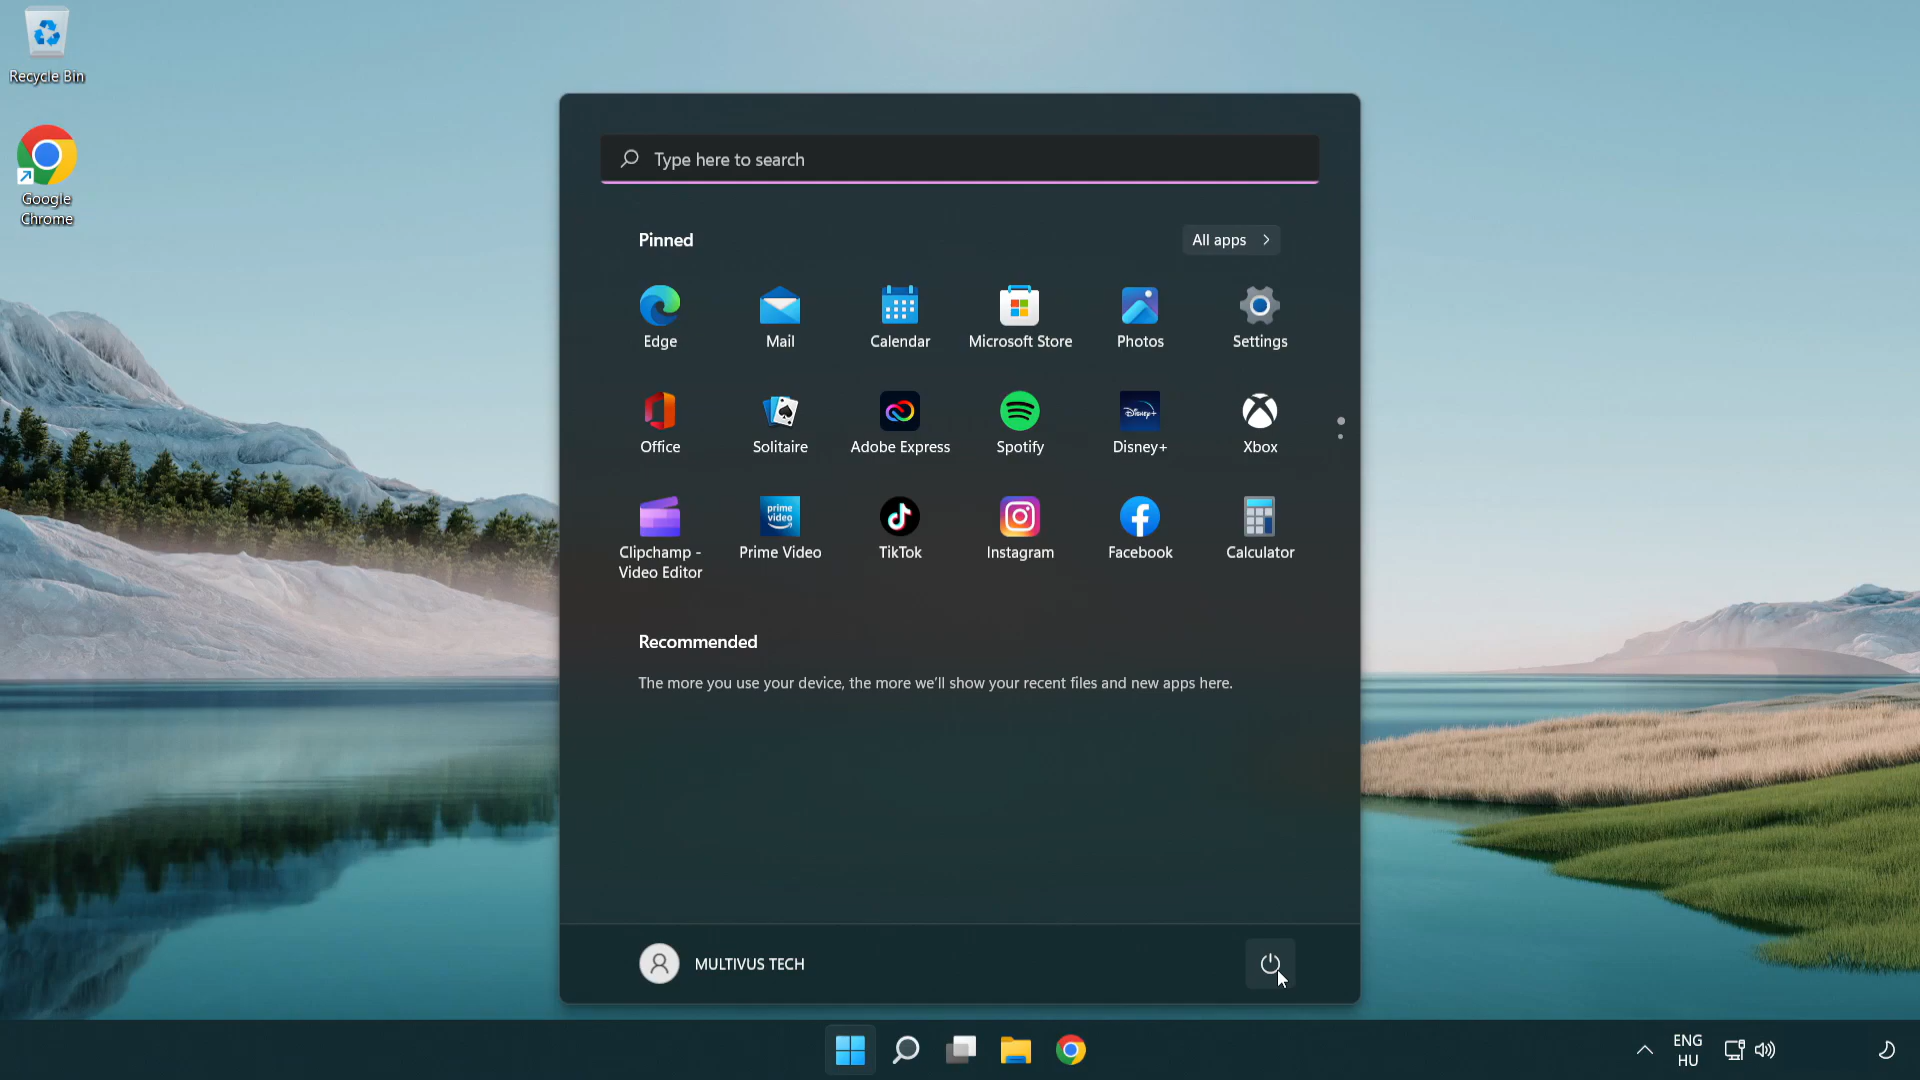 Recycle Bin
Google
Chrome
Type here to search
Pinned
All apps
Edge
Mail
Calendar
Microsoft Store
Photos
Settings
Office
Solitaire
Adobe Express
Spotify
Disney+
Disney+
Xbox
prime
video
Clipchamp -
Video Editor
Prime Video
TikTok
Instagram
Facebook
Calculator
Recommended
The more you use your device, the more we’ll show your recent files and new apps here.
MULTIVUS TECH
ENG
HU